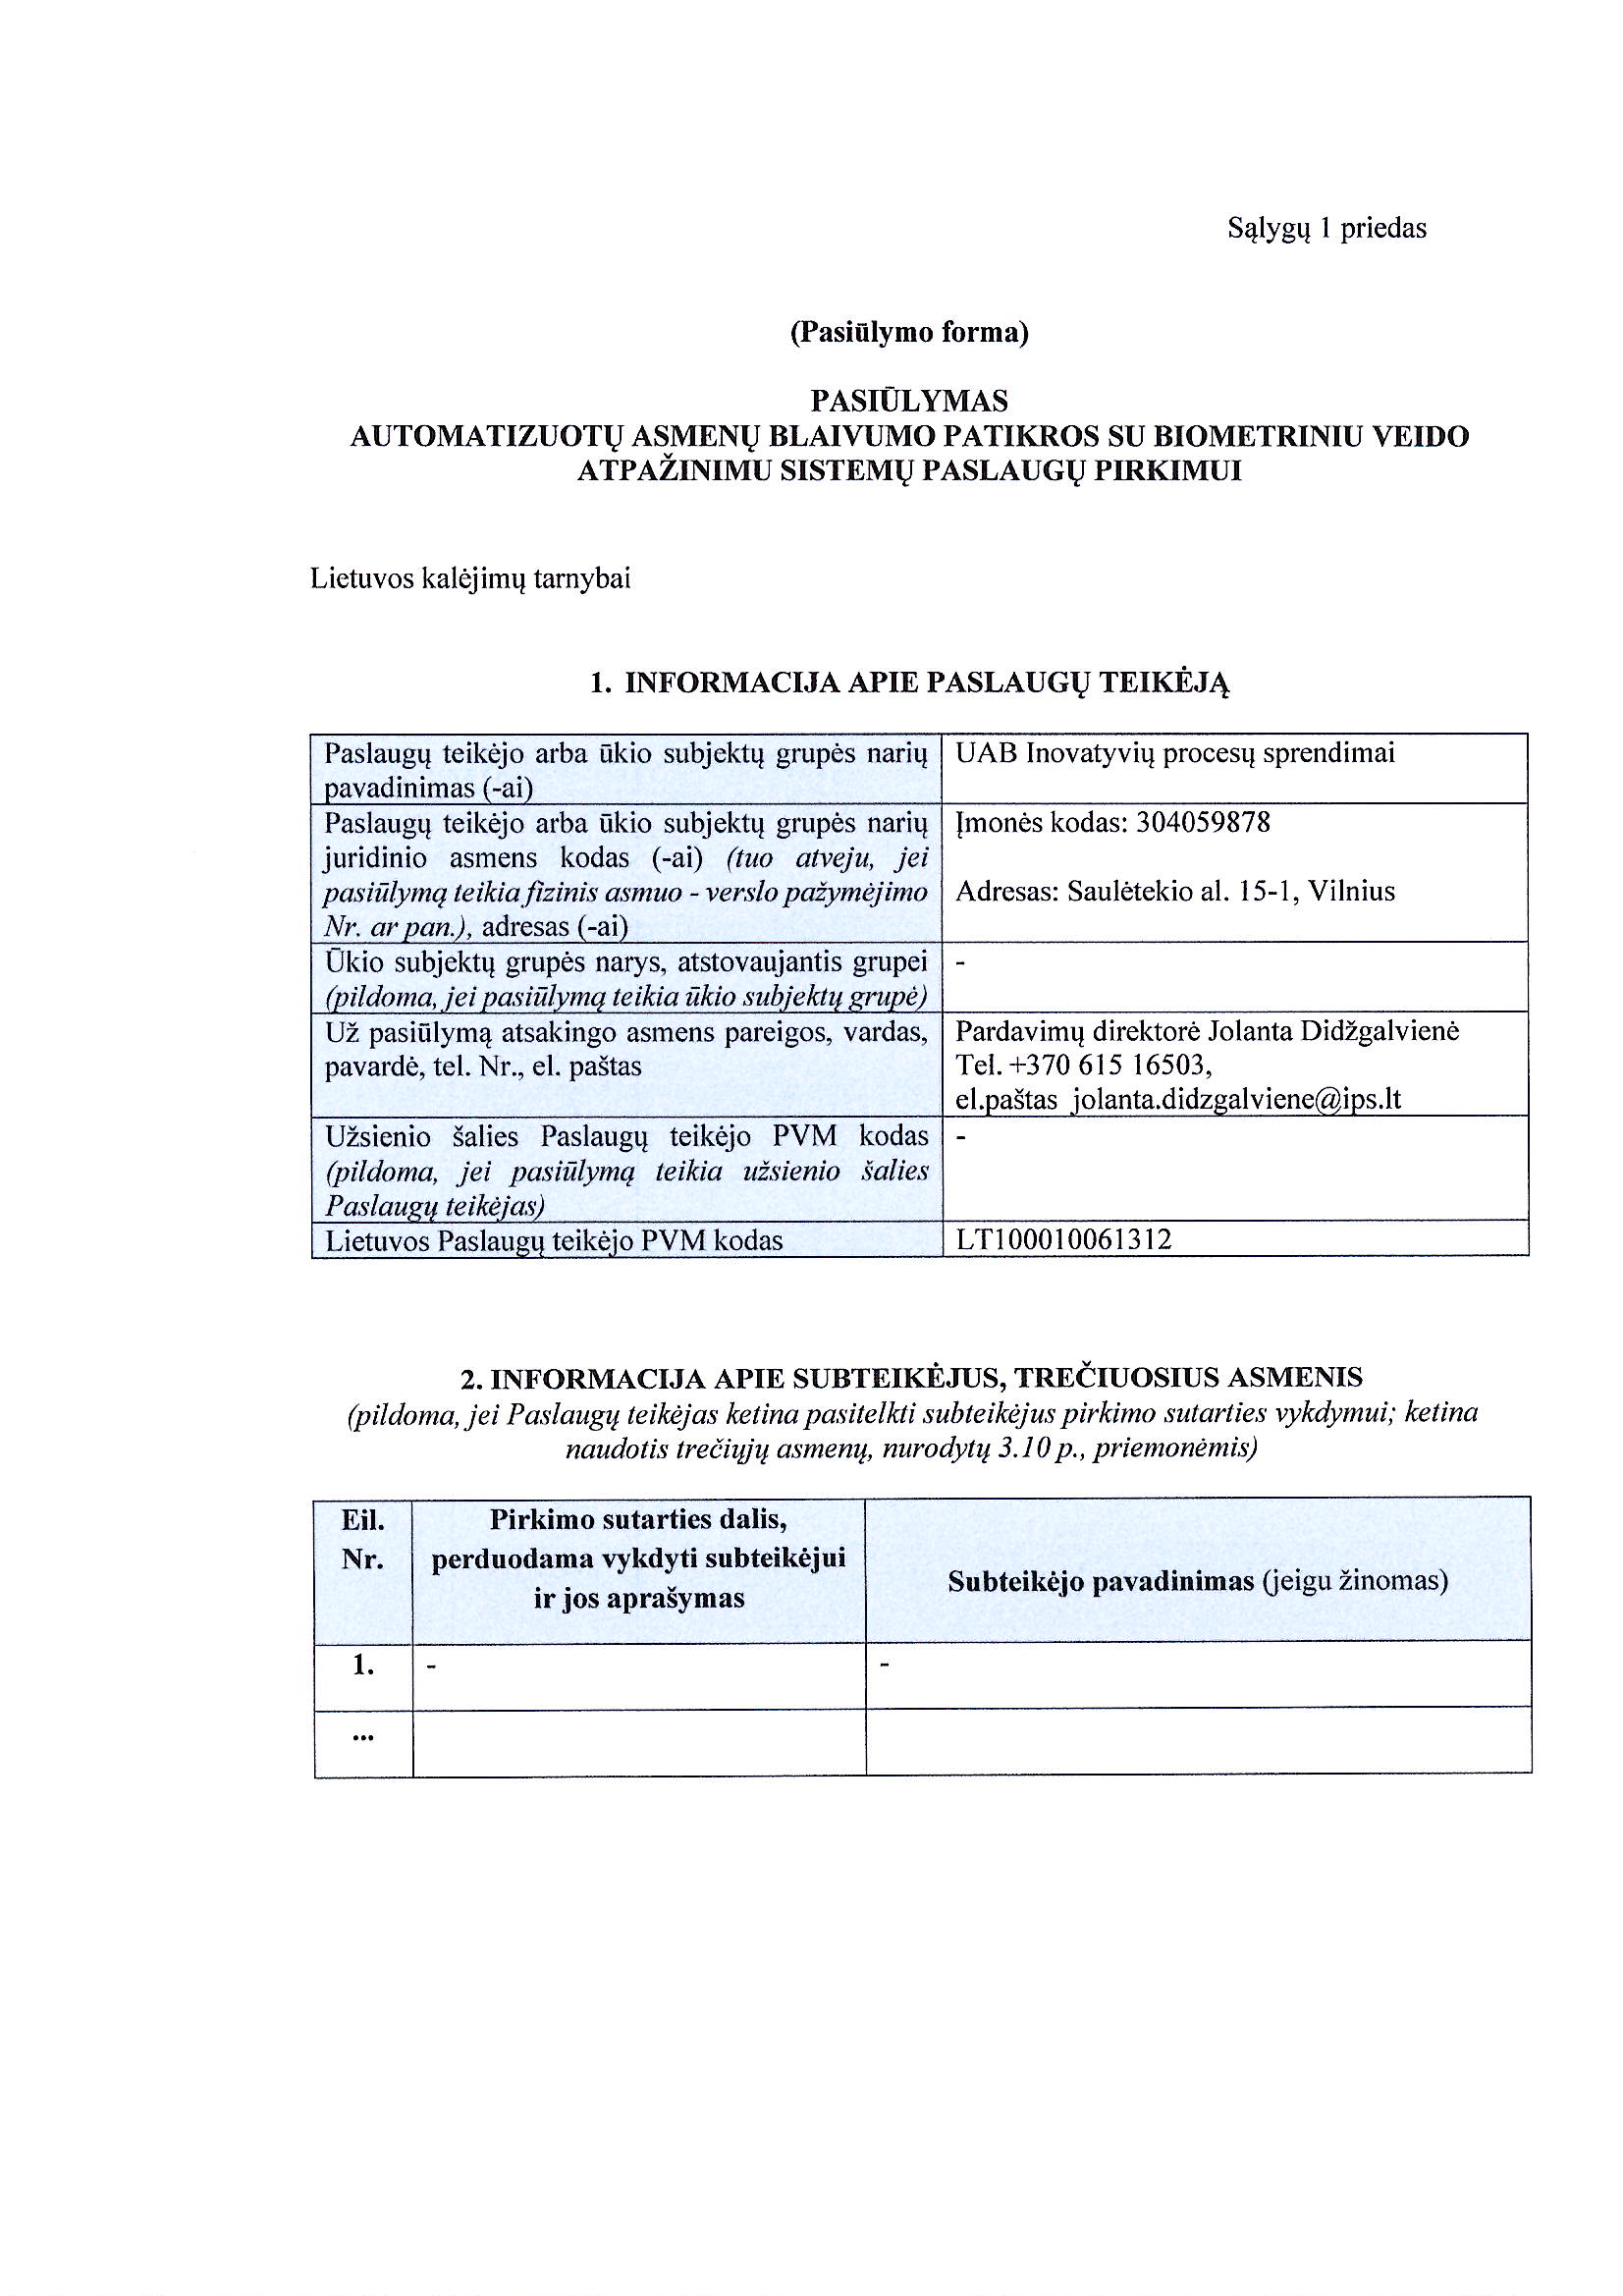 Sąlygų 1 priedas
(Pasiūlymo forma)
PASIŪLYMAS
AUTOMATIZUOTŲ ASMENŲ BLAIVUMO PATIKROS SU BIOMETRINIU VEIDO
ATPAŽINIMU SISTEMŲ PASLAUGŲ PIRKIMUI
Lietuvos kalėjimų tarnybai
1. INFORMACIJA APIE PASLAUGŲ TEIKĖJĄ
Paslaugų teikėjo arba ūkio subjektų grupės narių
pavadinimas (-ai)
UAB Inovatyvių procesų sprendimai
Paslaugų teikėjo arba ūkio subjektų grupės narių
juridinio asmens kodas (-ai) (tuo atveju, jei
pasiūlymą teikia fizinis asmuo - verslo pažymėjimo
Nr. ar pan.), adresas (-ai)
Įmonės kodas: 304059878
Adresas: Saulėtekio al. 15-1, Vilnius
Ūkio subjektų grupės narys, atstovaujantis grupei
(pildoma, jei pasiūlymą teikia ūkio subjektų grupė)
-
Už pasiūlymą atsakingo asmens pareigos, vardas,
pavardė, tel. Nr., el. paštas
Pardavimų direktorė Jolanta Didžgalvienė
Tel. +370 615 16503,
el.paštas jolanta.didzgalviene@ips.lt
Užsienio šalies Paslaugų teikėjo PVM kodas
(pildoma, jei pasiūlymą teikia užsienio šalies
Paslaugų teikėjas)
-
Lietuvos Paslaugų teikėjo PVM kodas
LT100010061312
2. INFORMACIJA APIE SUBTEIKĖJUS, TREČIUOSIUS ASMENIS
(pildoma, jei Paslaugų teikėjas ketina pasitelkti subteikėjus pirkimo sutarties vykdymui; ketina
naudotis trečiųjų asmenų, nurodytų 3.10 p., priemonėmis)
Eil.
Nr.
Pirkimo sutarties dalis,
perduodama vykdyti subteikėjui
ir jos aprašymas
Subteikėjo pavadinimas (jeigu žinomas)
1.
-
-
...